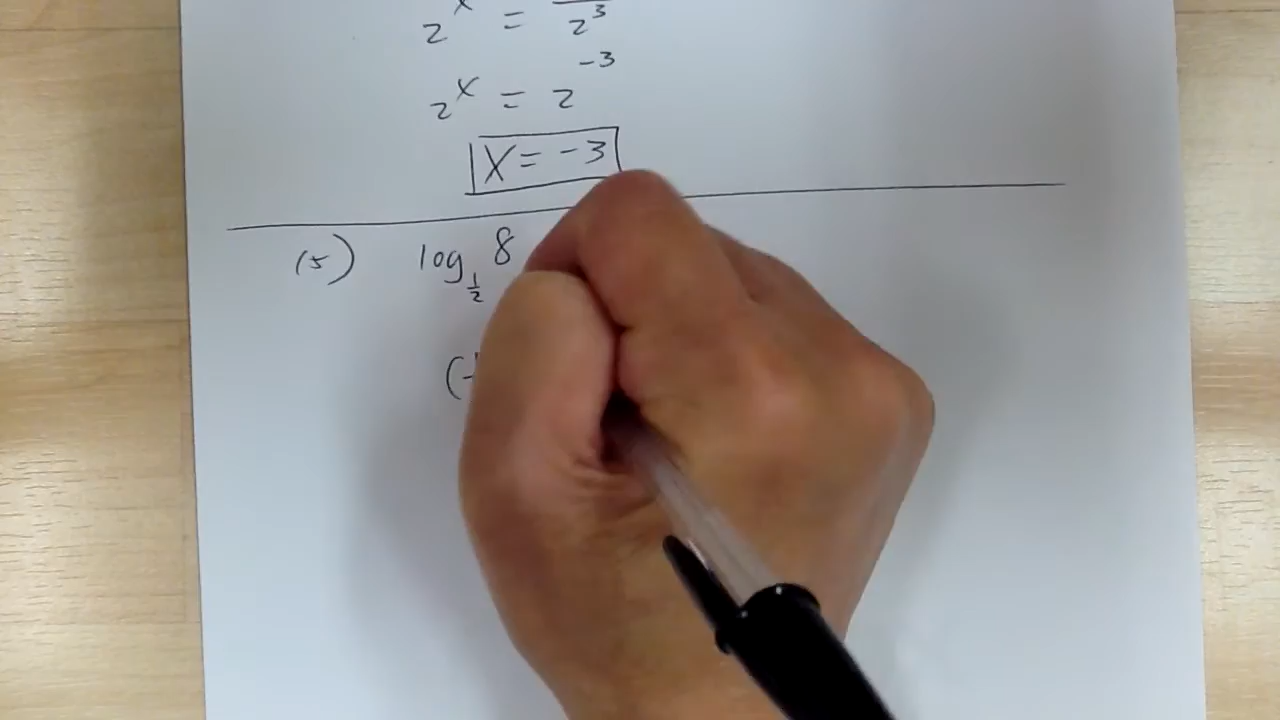 2^x = 1/2^3
2^x = 2^-3
x = -3
(5) log_1/2 8
(